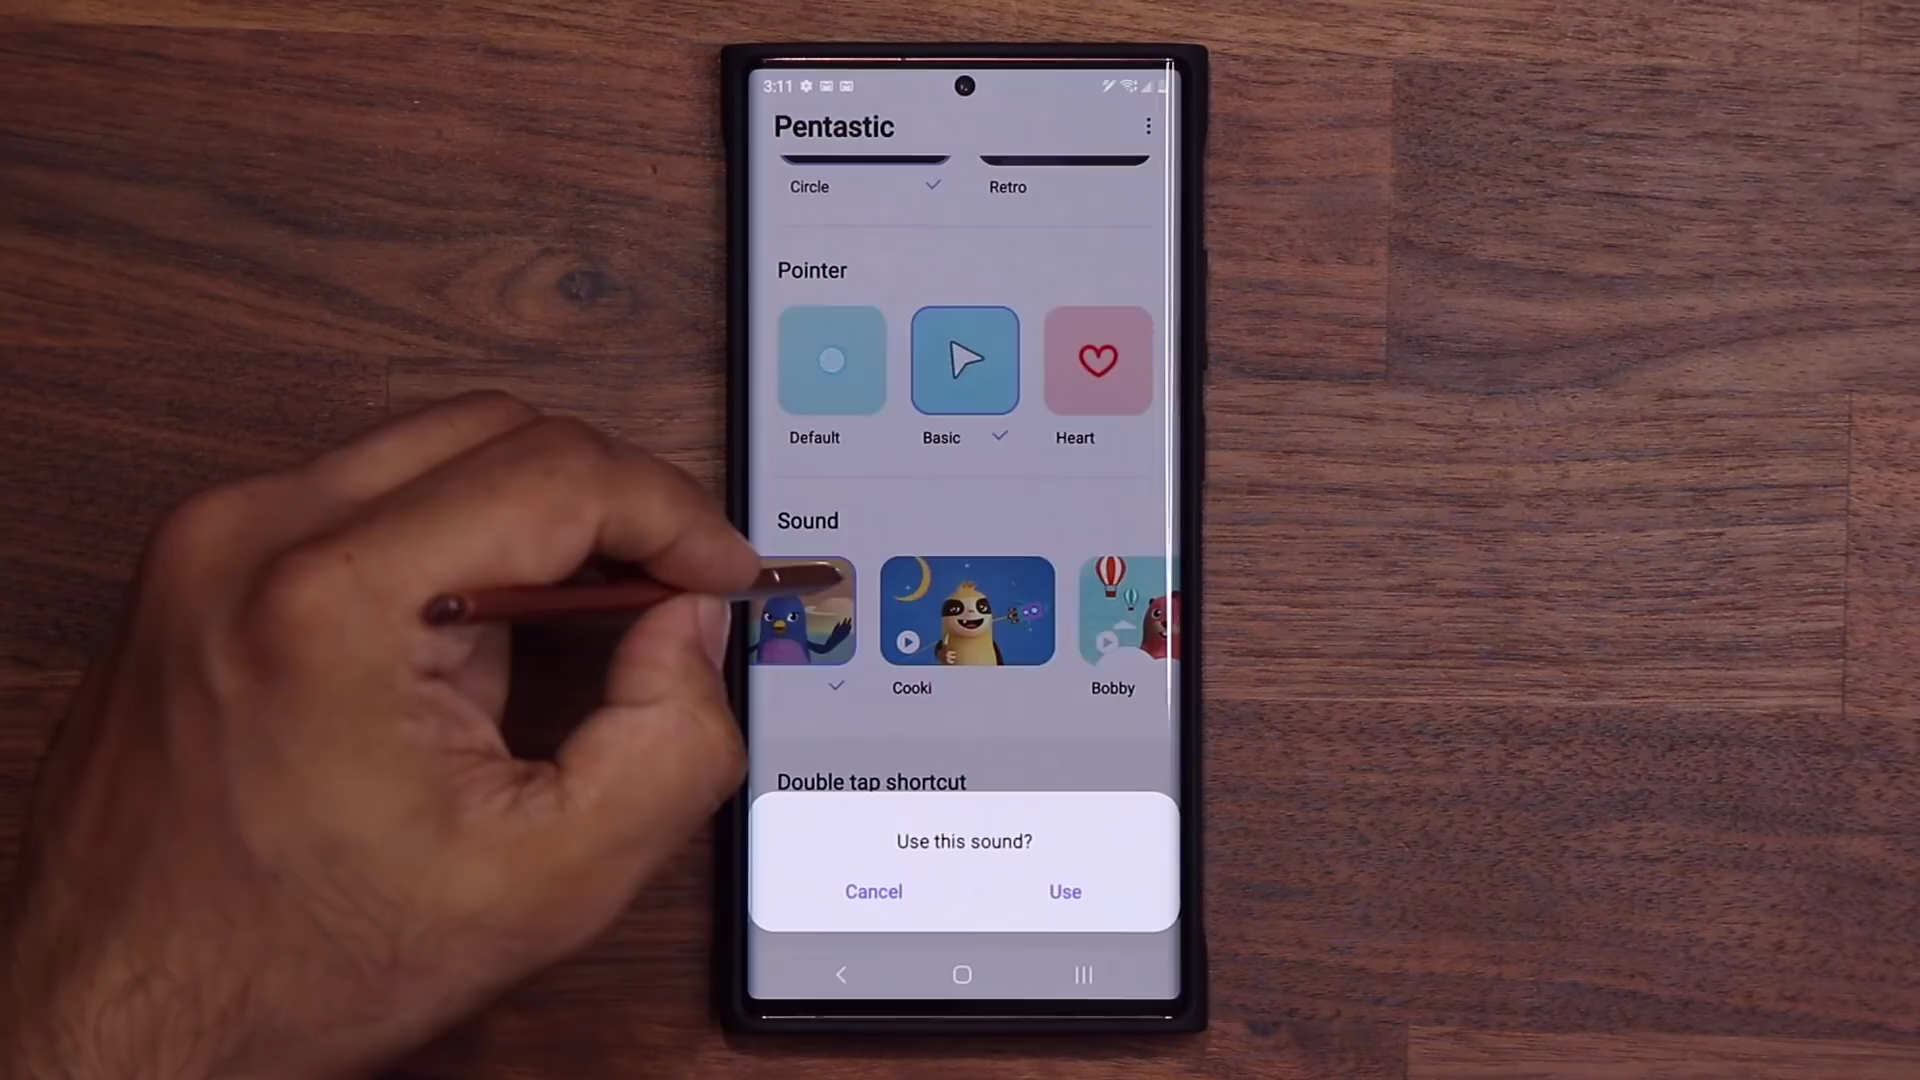 3:11
Pentastic
Circle
Retro
Pointer
Default
Basic
Heart
Sound
Cooki
Bobby
Double tap shortcut
Use this sound?
Cancel
Use